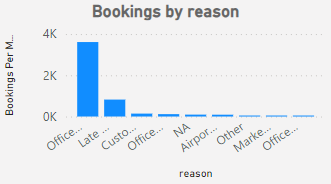 Bookings by reason
Bookings Per M...
4K
2K
0K
Office...
Late ...
Custo...
Office...
NA
Airpor...
Other
Marke...
Office...
reason